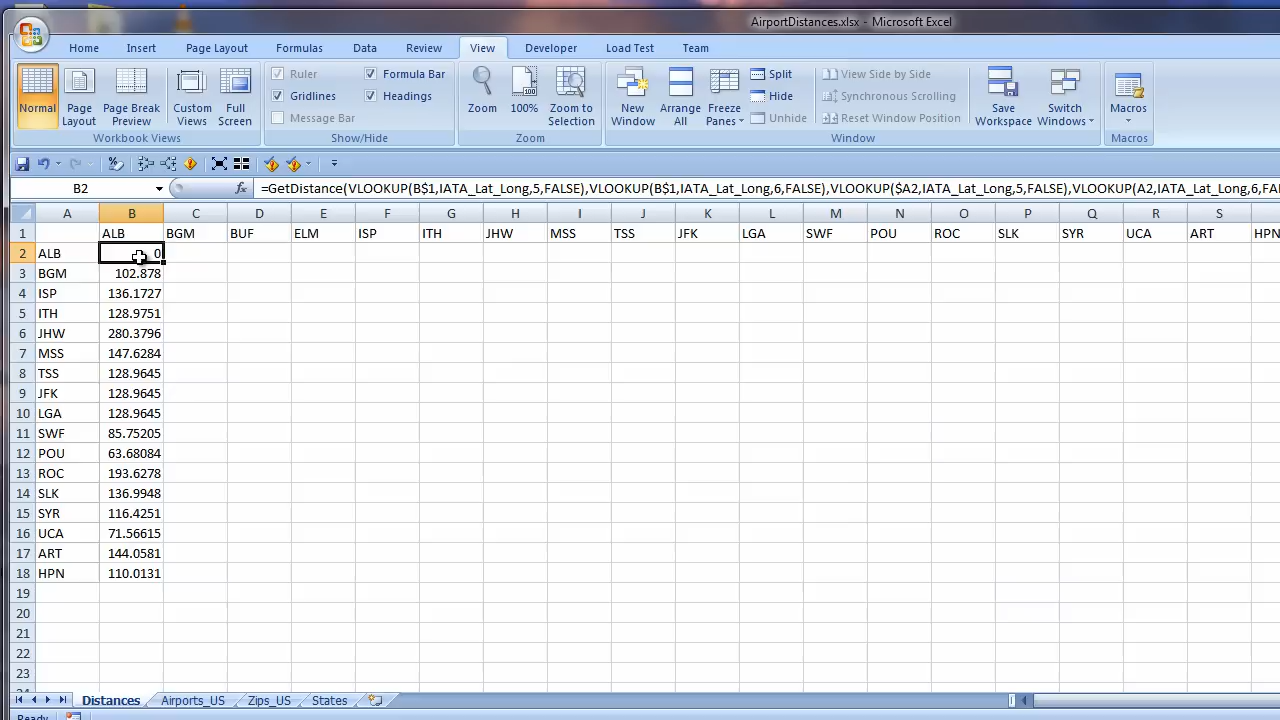 AirportDistances.xlsx - Microsoft Excel
Home Insert Page Layout Formulas Data Review View Developer Load Test Team
Normal Page Layout Page Break Preview Custom Views Full Screen
Workbook Views
Ruler Formula Bar
Gridlines Headings
Message Bar
Show/Hide
Zoom 100% Zoom to Selection
Zoom
New Window Arrange All Freeze Panes
Split View Side by Side
Hide Synchronous Scrolling
Unhide Reset Window Position
Save Workspace Switch Windows
Window
Macros
Macros
B2 fx =GetDistance(VLOOKUP(B$1,IATA_Lat_Long,5,FALSE),VLOOKUP(B$1,IATA_Lat_Long,6,FALSE),VLOOKUP($A2,IATA_Lat_Long,5,FALSE),VLOOKUP(A2,IATA_Lat_Long,6,FA
A B C D E F G H I J K L M N O P Q R S
1 ALB BGM BUF ELM ISP ITH JHW MSS TSS JFK LGA SWF POU ROC SLK SYR UCA ART HPN
2 ALB 0
3 BGM 102.878
4 ISP 136.1727
5 ITH 128.9751
6 JHW 280.3796
7 MSS 147.6284
8 TSS 128.9645
9 JFK 128.9645
10 LGA 128.9645
11 SWF 85.75205
12 POU 63.68084
13 ROC 193.6278
14 SLK 136.9948
15 SYR 116.4251
16 UCA 71.56615
17 ART 144.0581
18 HPN 110.0131
19
20
21
22
23
Distances Airports_US Zips_US States
Ready